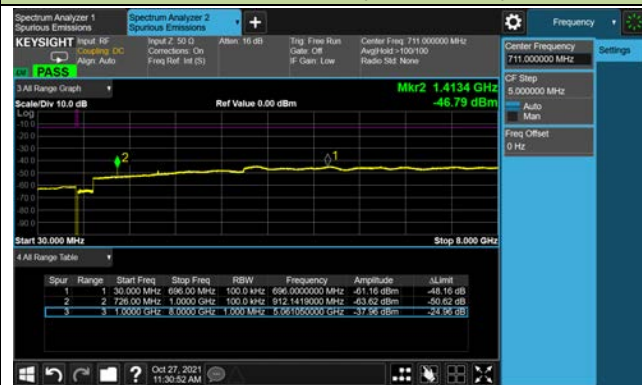 Spectrum Analyzer 1
Spurious Emissions
Spectrum Analyzer 2
Spurious Emissions
Frequency
KEYSIGHT
Input: RF
Coupling: DC
Align: Auto
Input Z: 50 Ω
Corrections: On
Freq Ref: Int (S)
Atten: 16 dB
Trig: Free Run
Gate: Off
IF Gain: Low
Center Freq: 711.000000 MHz
Avg|Hold:>100/100
Radio Std: None
PASS
Center Frequency
711.000000 MHz
Settings
CF Step
5.000000 MHz
Auto
Man
Freq Offset
0 Hz
3 All Range Graph
Mkr2 1.4134 GHz
-46.79 dBm
Scale/Div 10.0 dB
Ref Value 0.00 dBm
Log
-10.0
-20.0
-30.0
-40.0
-50.0
-60.0
-70.0
-80.0
-90.0
2
1
Start 30.000 MHz
Stop 8.000 GHz
4 All Range Table
Spur Range Start Freq Stop Freq RBW Frequency Amplitude ΔLimit
1 1 30.000 MHz 696.00 MHz 100.0 kHz 696.0000000 MHz -61.16 dBm -48.16 dB
2 2 726.00 MHz 1.0000 GHz 100.0 kHz 912.1419000 MHz -63.62 dBm -50.62 dB
3 3 1.0000 GHz 8.0000 GHz 1.000 MHz 5.061050000 GHz -37.96 dBm -24.96 dB
?
Oct 27, 2021
11:30:52 AM